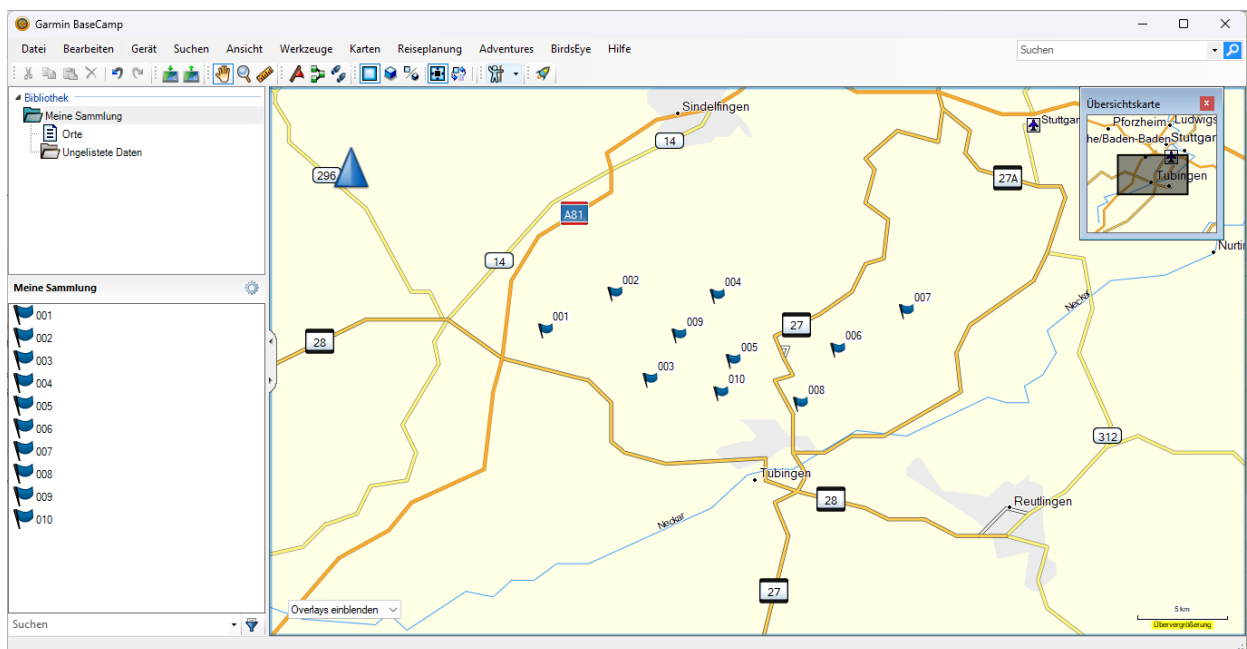 Garmin BaseCamp
Datei Bearbeiten Gerät Suchen Ansicht Werkzeuge Karten Reiseplanung Adventures BirdsEye Hilfe
Suchen
Bibliothek
Meine Sammlung
Orte
Ungelistete Daten
Meine Sammlung
001
002
003
004
005
006
007
008
009
010
Suchen
Sindelfingen
14
296
A81
14
28
27A
Stuttgar
Übersichtskarte
Pforzheim Ludwigs
he/Baden-Baden Stuttgar
Tübingen
Nurtin
Neckar
002
004
007
001
009
27
006
005
003
010
008
312
Tübingen
28
Reutlingen
Neckar
27
Overlays einblenden
5 km
Übervergrößerung